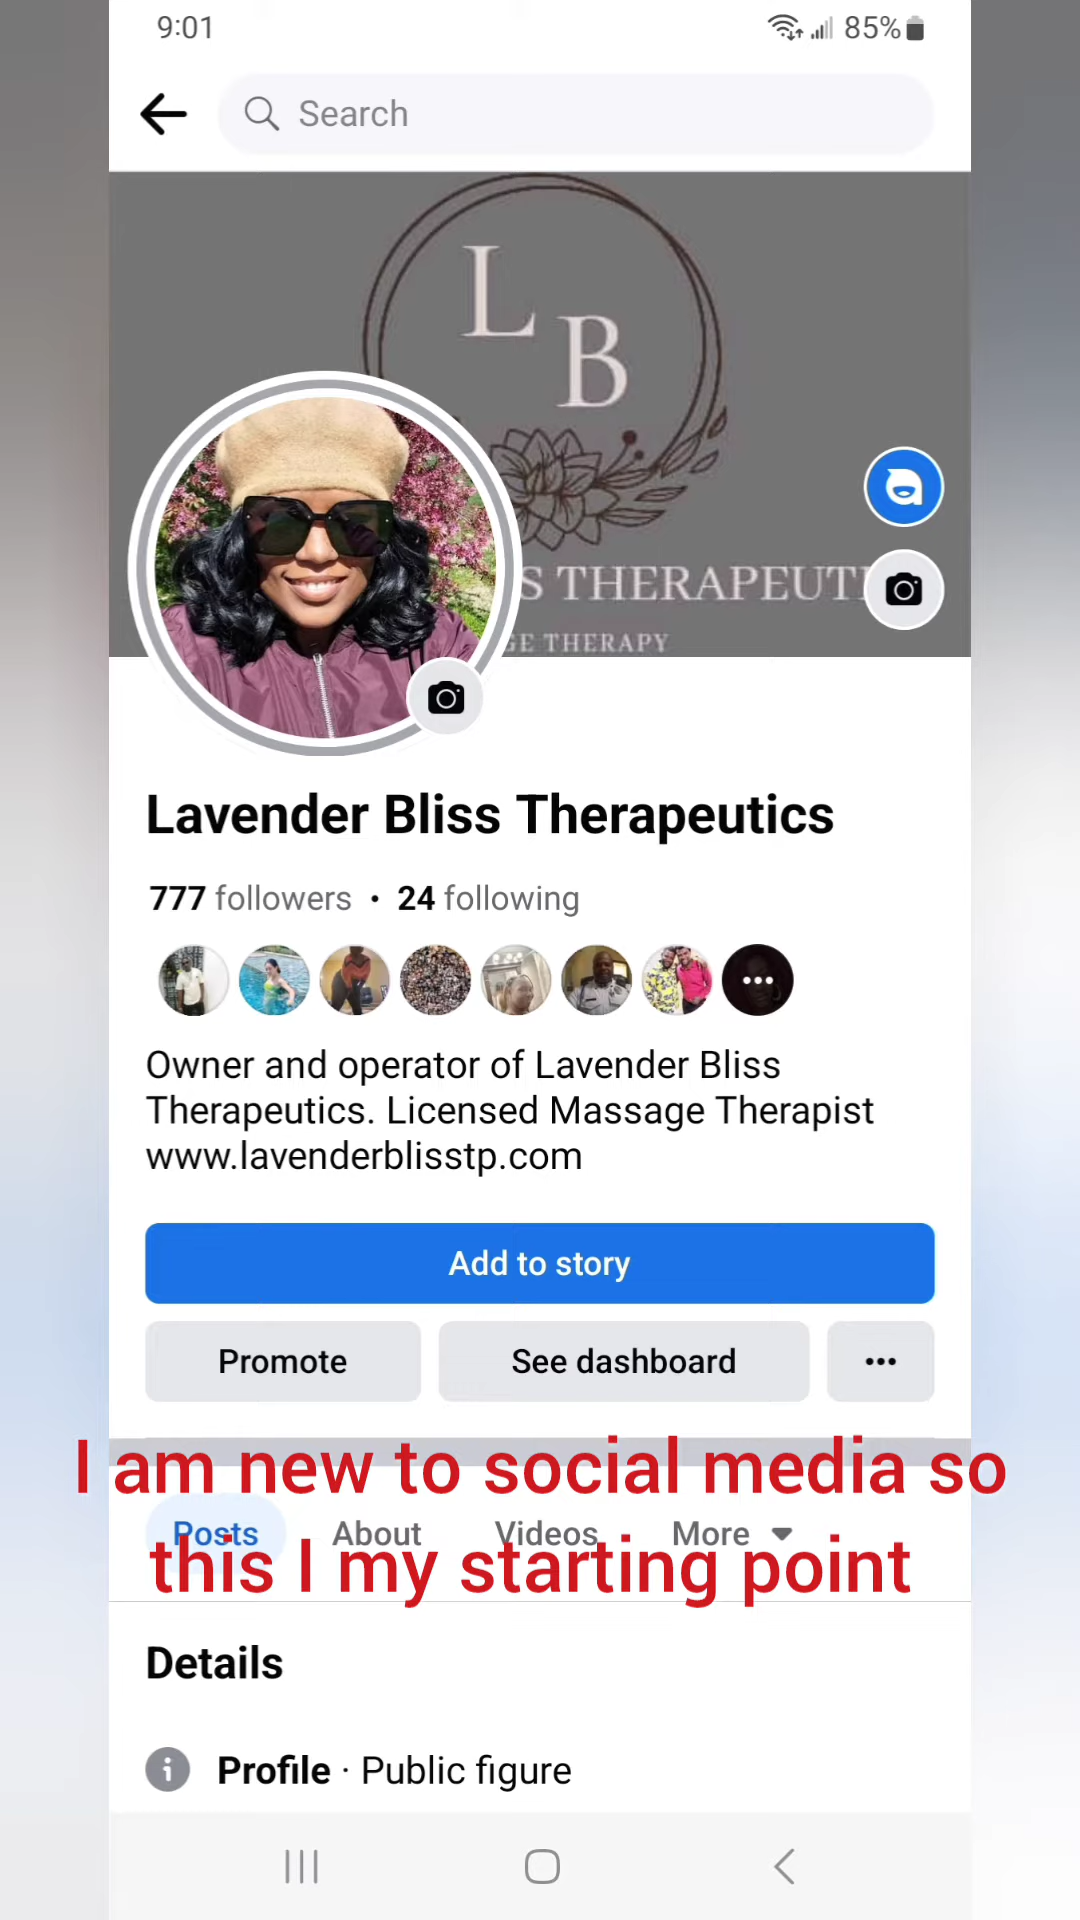 9:01 85%
Search
L
B
S THERAPEUTI
GE THERAPY
Lavender Bliss Therapeutics
777 followers • 24 following
Owner and operator of Lavender Bliss
Therapeutics. Licensed Massage Therapist
www.lavenderblisstp.com
Add to story
Promote See dashboard
I am new to social media so
Posts About Videos More
this I my starting point
Details
Profile · Public figure